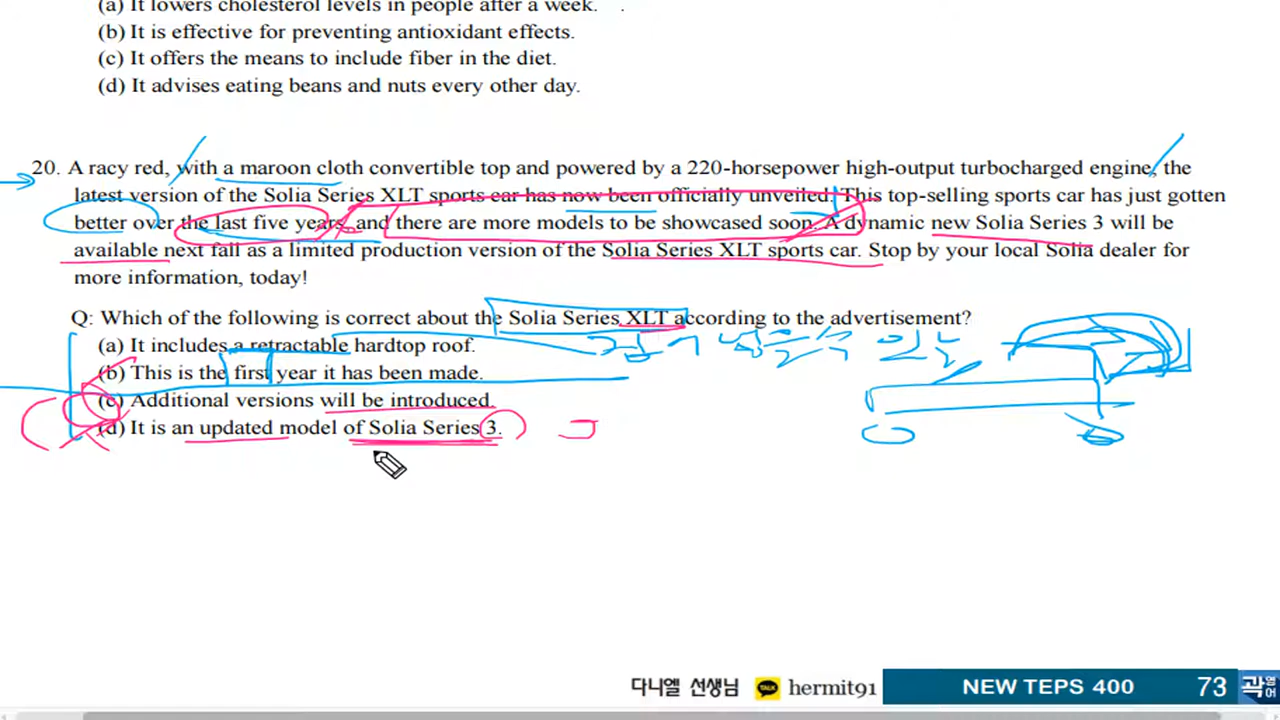 (a) It lowers cholesterol levels in people after a week.
(b) It is effective for preventing antioxidant effects.
(c) It offers the means to include fiber in the diet.
(d) It advises eating beans and nuts every other day.
20. A racy red, with a maroon cloth convertible top and powered by a 220-horsepower high-output turbocharged engine, the
latest version of the Solia Series XLT sports car has now been officially unveiled. This top-selling sports car has just gotten
better over the last five years, and there are more models to be showcased soon. A dynamic new Solia Series 3 will be
available next fall as a limited production version of the Solia Series XLT sports car. Stop by your local Solia dealer for
more information, today!
Q: Which of the following is correct about the Solia Series XLT according to the advertisement?
(a) It includes a retractable hardtop roof.
(b) This is the first year it has been made.
(c) Additional versions will be introduced.
(d) It is an updated model of Solia Series 3.
다니엘 선생님 TALK hermit91 NEW TEPS 400 73 곽영어